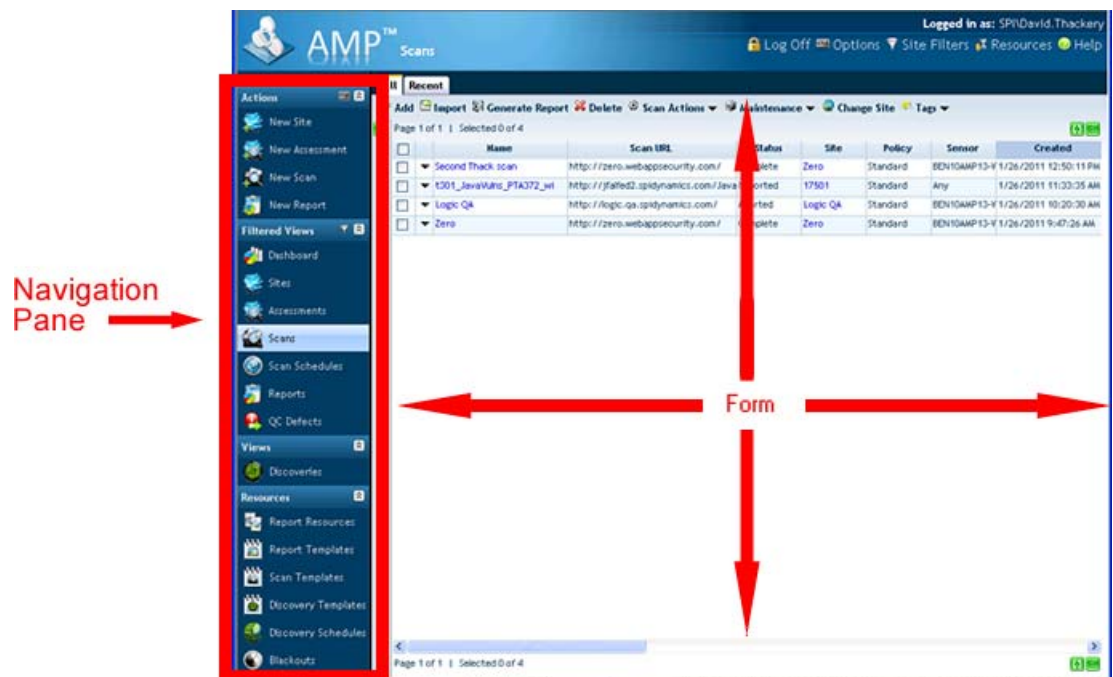 Logged in as: SPI\David.Thackery
AMP™ Scans
Log Off Options Site Filters Resources Help
Recent
Add Import Generate Report Delete Scan Actions Maintenance Change Site Tags
Page 1 of 1 | Selected 0 of 4
Name Scan URL Status Site Policy Sensor Created
Second Thack scan http://zero.webappsecurity.com/ Zero Standard 1/26/2011 12:50:11 PM
t301_JavaVulns_PTA372_wi 17501 Any 1/26/2011 11:33:35 AM
Logic QA http://logic.qa.spidynamics.com/ Logic QA Standard 1/26/2011 10:20:30 AM
Zero http://zero.webappsecurity.com/ Zero Standard 1/26/2011 9:47:26 AM
Actions
New Site
New Assessment
New Scan
New Report
Filtered Views
Dashboard
Sites
Assessments
Scans
Scan Schedules
Reports
QC Defects
Views
Discoveries
Resources
Report Resources
Report Templates
Scan Templates
Discovery Templates
Discovery Schedules
Blackouts
Navigation
Pane
Form
Page 1 of 1 | Selected 0 of 4